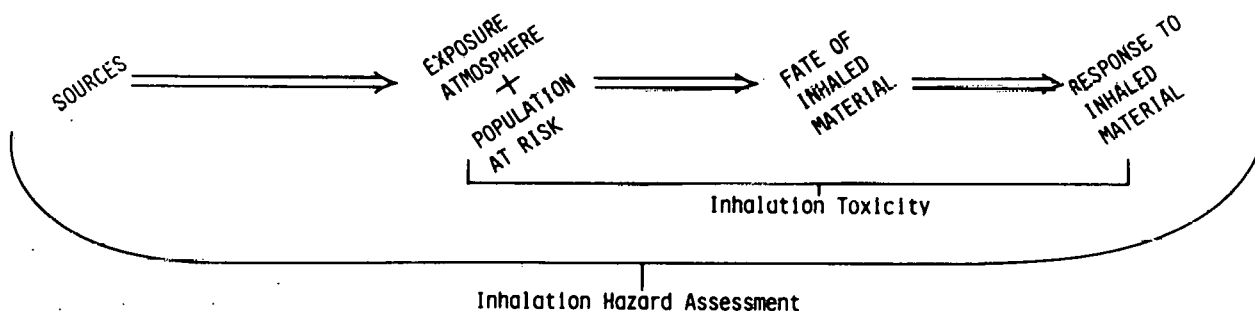 SOURCES
EXPOSURE
ATMOSPHERE
+
POPULATION
AT RISK
FATE OF
INHALED
MATERIAL
RESPONSE TO
INHALED
MATERIAL
Inhalation Toxicity
Inhalation Hazard Assessment